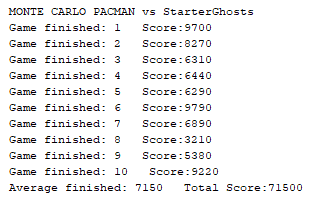 MONTE CARLO PACMAN vs StarterGhosts
Game finished: 1   Score:9700
Game finished: 2   Score:8270
Game finished: 3   Score:6310
Game finished: 4   Score:6440
Game finished: 5   Score:6290
Game finished: 6   Score:9790
Game finished: 7   Score:6890
Game finished: 8   Score:3210
Game finished: 9   Score:5380
Game finished: 10   Score:9220
Average finished: 7150   Total Score:71500